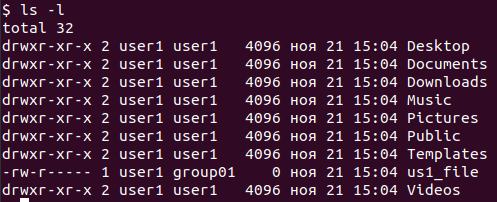 $ ls -l
total 32
drwxr-xr-x 2 user1 user1   4096 ноя 21 15:04 Desktop
drwxr-xr-x 2 user1 user1   4096 ноя 21 15:04 Documents
drwxr-xr-x 2 user1 user1   4096 ноя 21 15:04 Downloads
drwxr-xr-x 2 user1 user1   4096 ноя 21 15:04 Music
drwxr-xr-x 2 user1 user1   4096 ноя 21 15:04 Pictures
drwxr-xr-x 2 user1 user1   4096 ноя 21 15:04 Public
drwxr-xr-x 2 user1 user1   4096 ноя 21 15:04 Templates
-rw-r----- 1 user1 group01    0 ноя 21 15:04 us1_file
drwxr-xr-x 2 user1 user1   4096 ноя 21 15:04 Videos